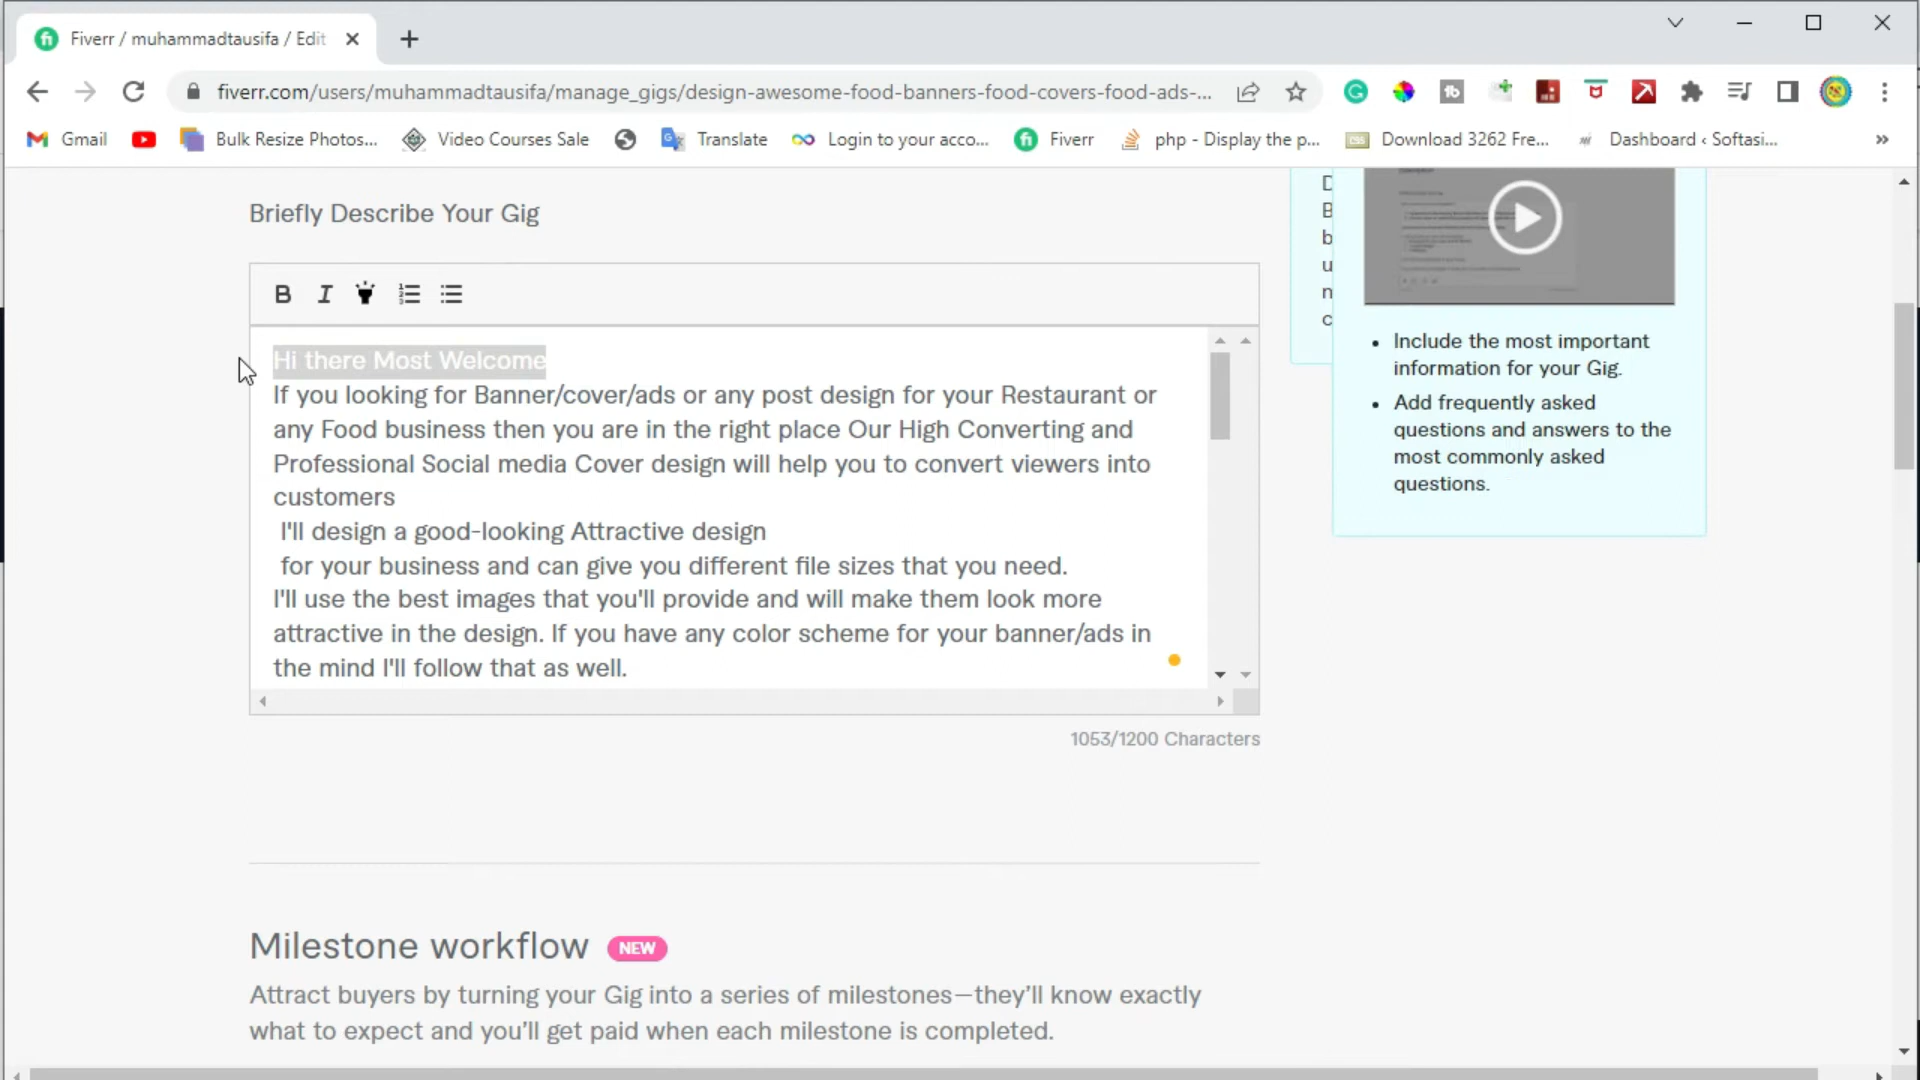 Fiverr / muhammadtausifa / Edit
fiverr.com/users/muhammadtausifa/manage_gigs/design-awesome-food-banners-food-covers-food-ads-...
Gmail
Bulk Resize Photos...
Video Courses Sale
Translate
Login to your acco...
Fiverr
php - Display the p...
Download 3262 Fre...
Dashboard ‹ Softasi...
»
Briefly Describe Your Gig
B I
Hi there Most Welcome
If you looking for Banner/cover/ads or any post design for your Restaurant or
any Food business then you are in the right place Our High Converting and
Professional Social media Cover design will help you to convert viewers into
customers
I'll design a good-looking Attractive design
for your business and can give you different file sizes that you need.
I'll use the best images that you'll provide and will make them look more
attractive in the design. If you have any color scheme for your banner/ads in
the mind I'll follow that as well.
1053/1200 Characters
• Include the most important
information for your Gig.
• Add frequently asked
questions and answers to the
most commonly asked
questions.
Milestone workflow NEW
Attract buyers by turning your Gig into a series of milestones—they’ll know exactly
what to expect and you’ll get paid when each milestone is completed.